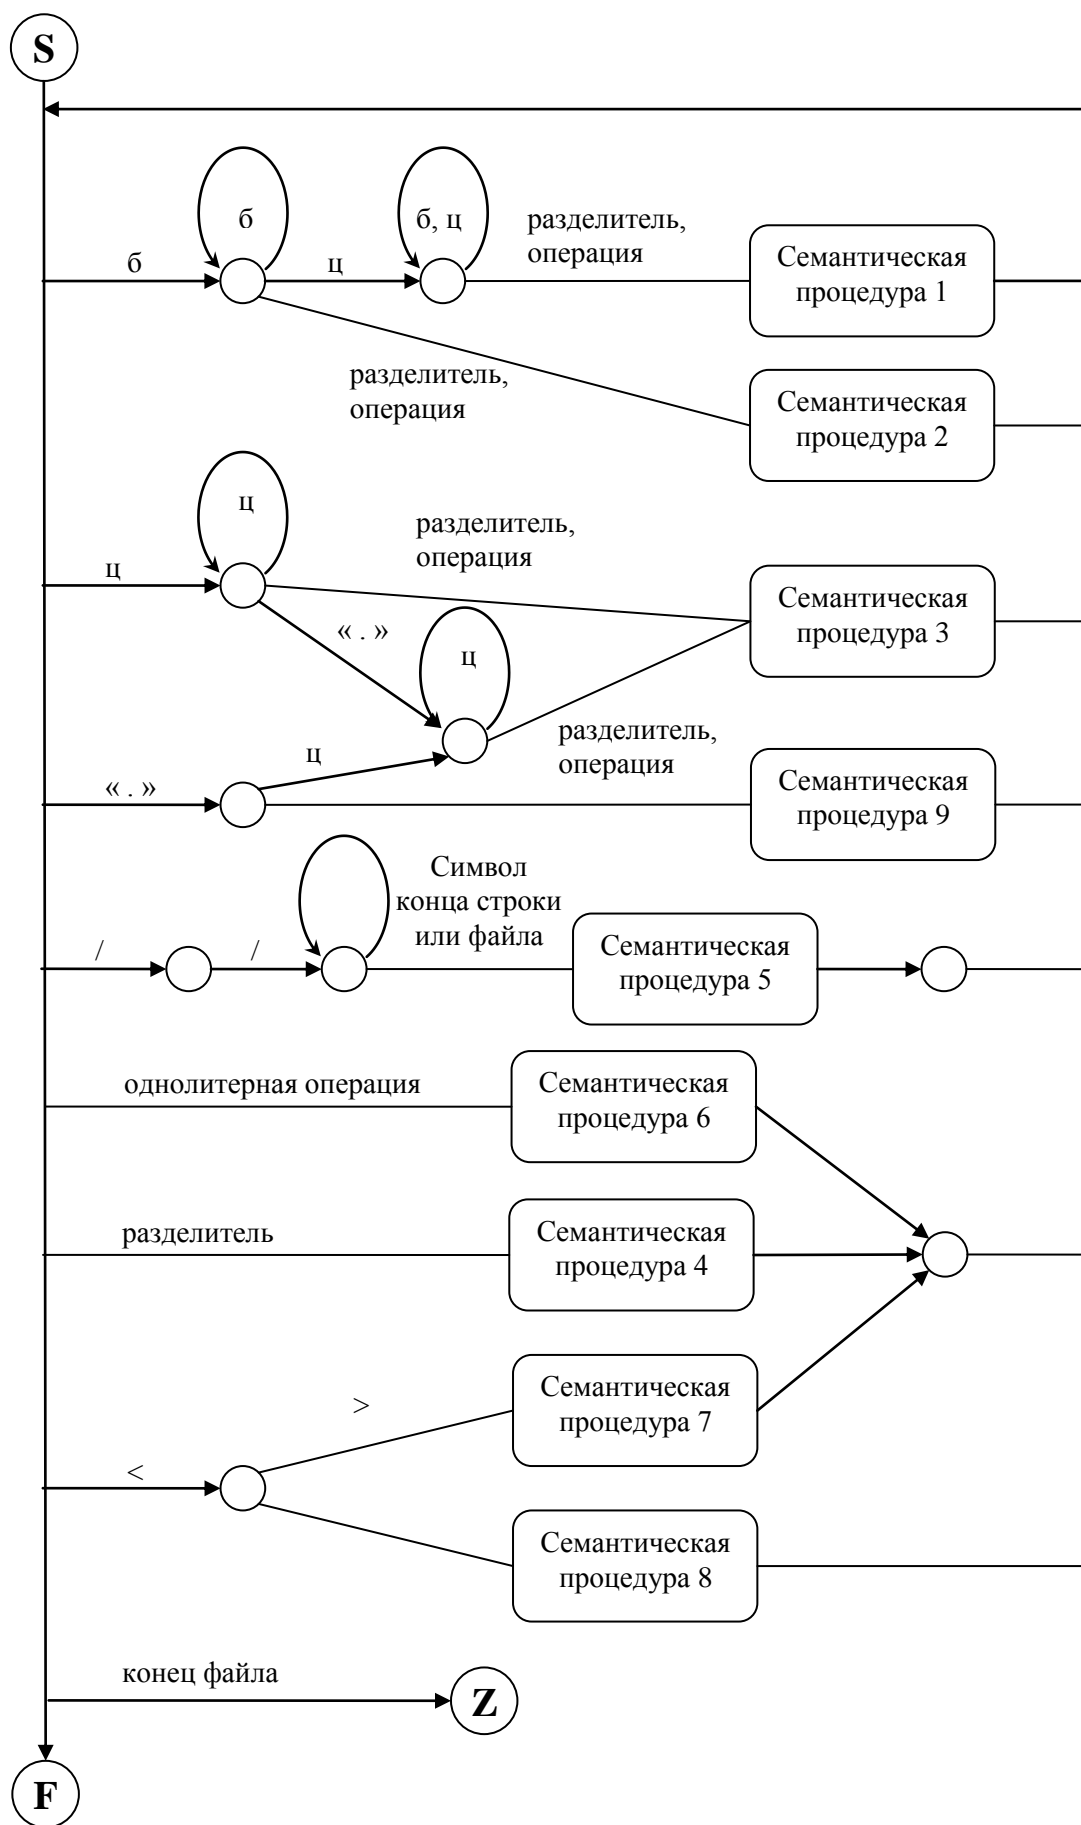 S
б
б, ц
разделитель,
операция
б
ц
Семантическая
процедура 1
разделитель,
операция
Семантическая
процедура 2
ц
разделитель,
операция
ц
Семантическая
процедура 3
« . »
ц
ц
разделитель,
операция
« . »
Семантическая
процедура 9
Символ
конца строки
или файла
/
/
Семантическая
процедура 5
однолитерная операция
Семантическая
процедура 6
разделитель
Семантическая
процедура 4
>
Семантическая
процедура 7
<
Семантическая
процедура 8
конец файла
Z
F